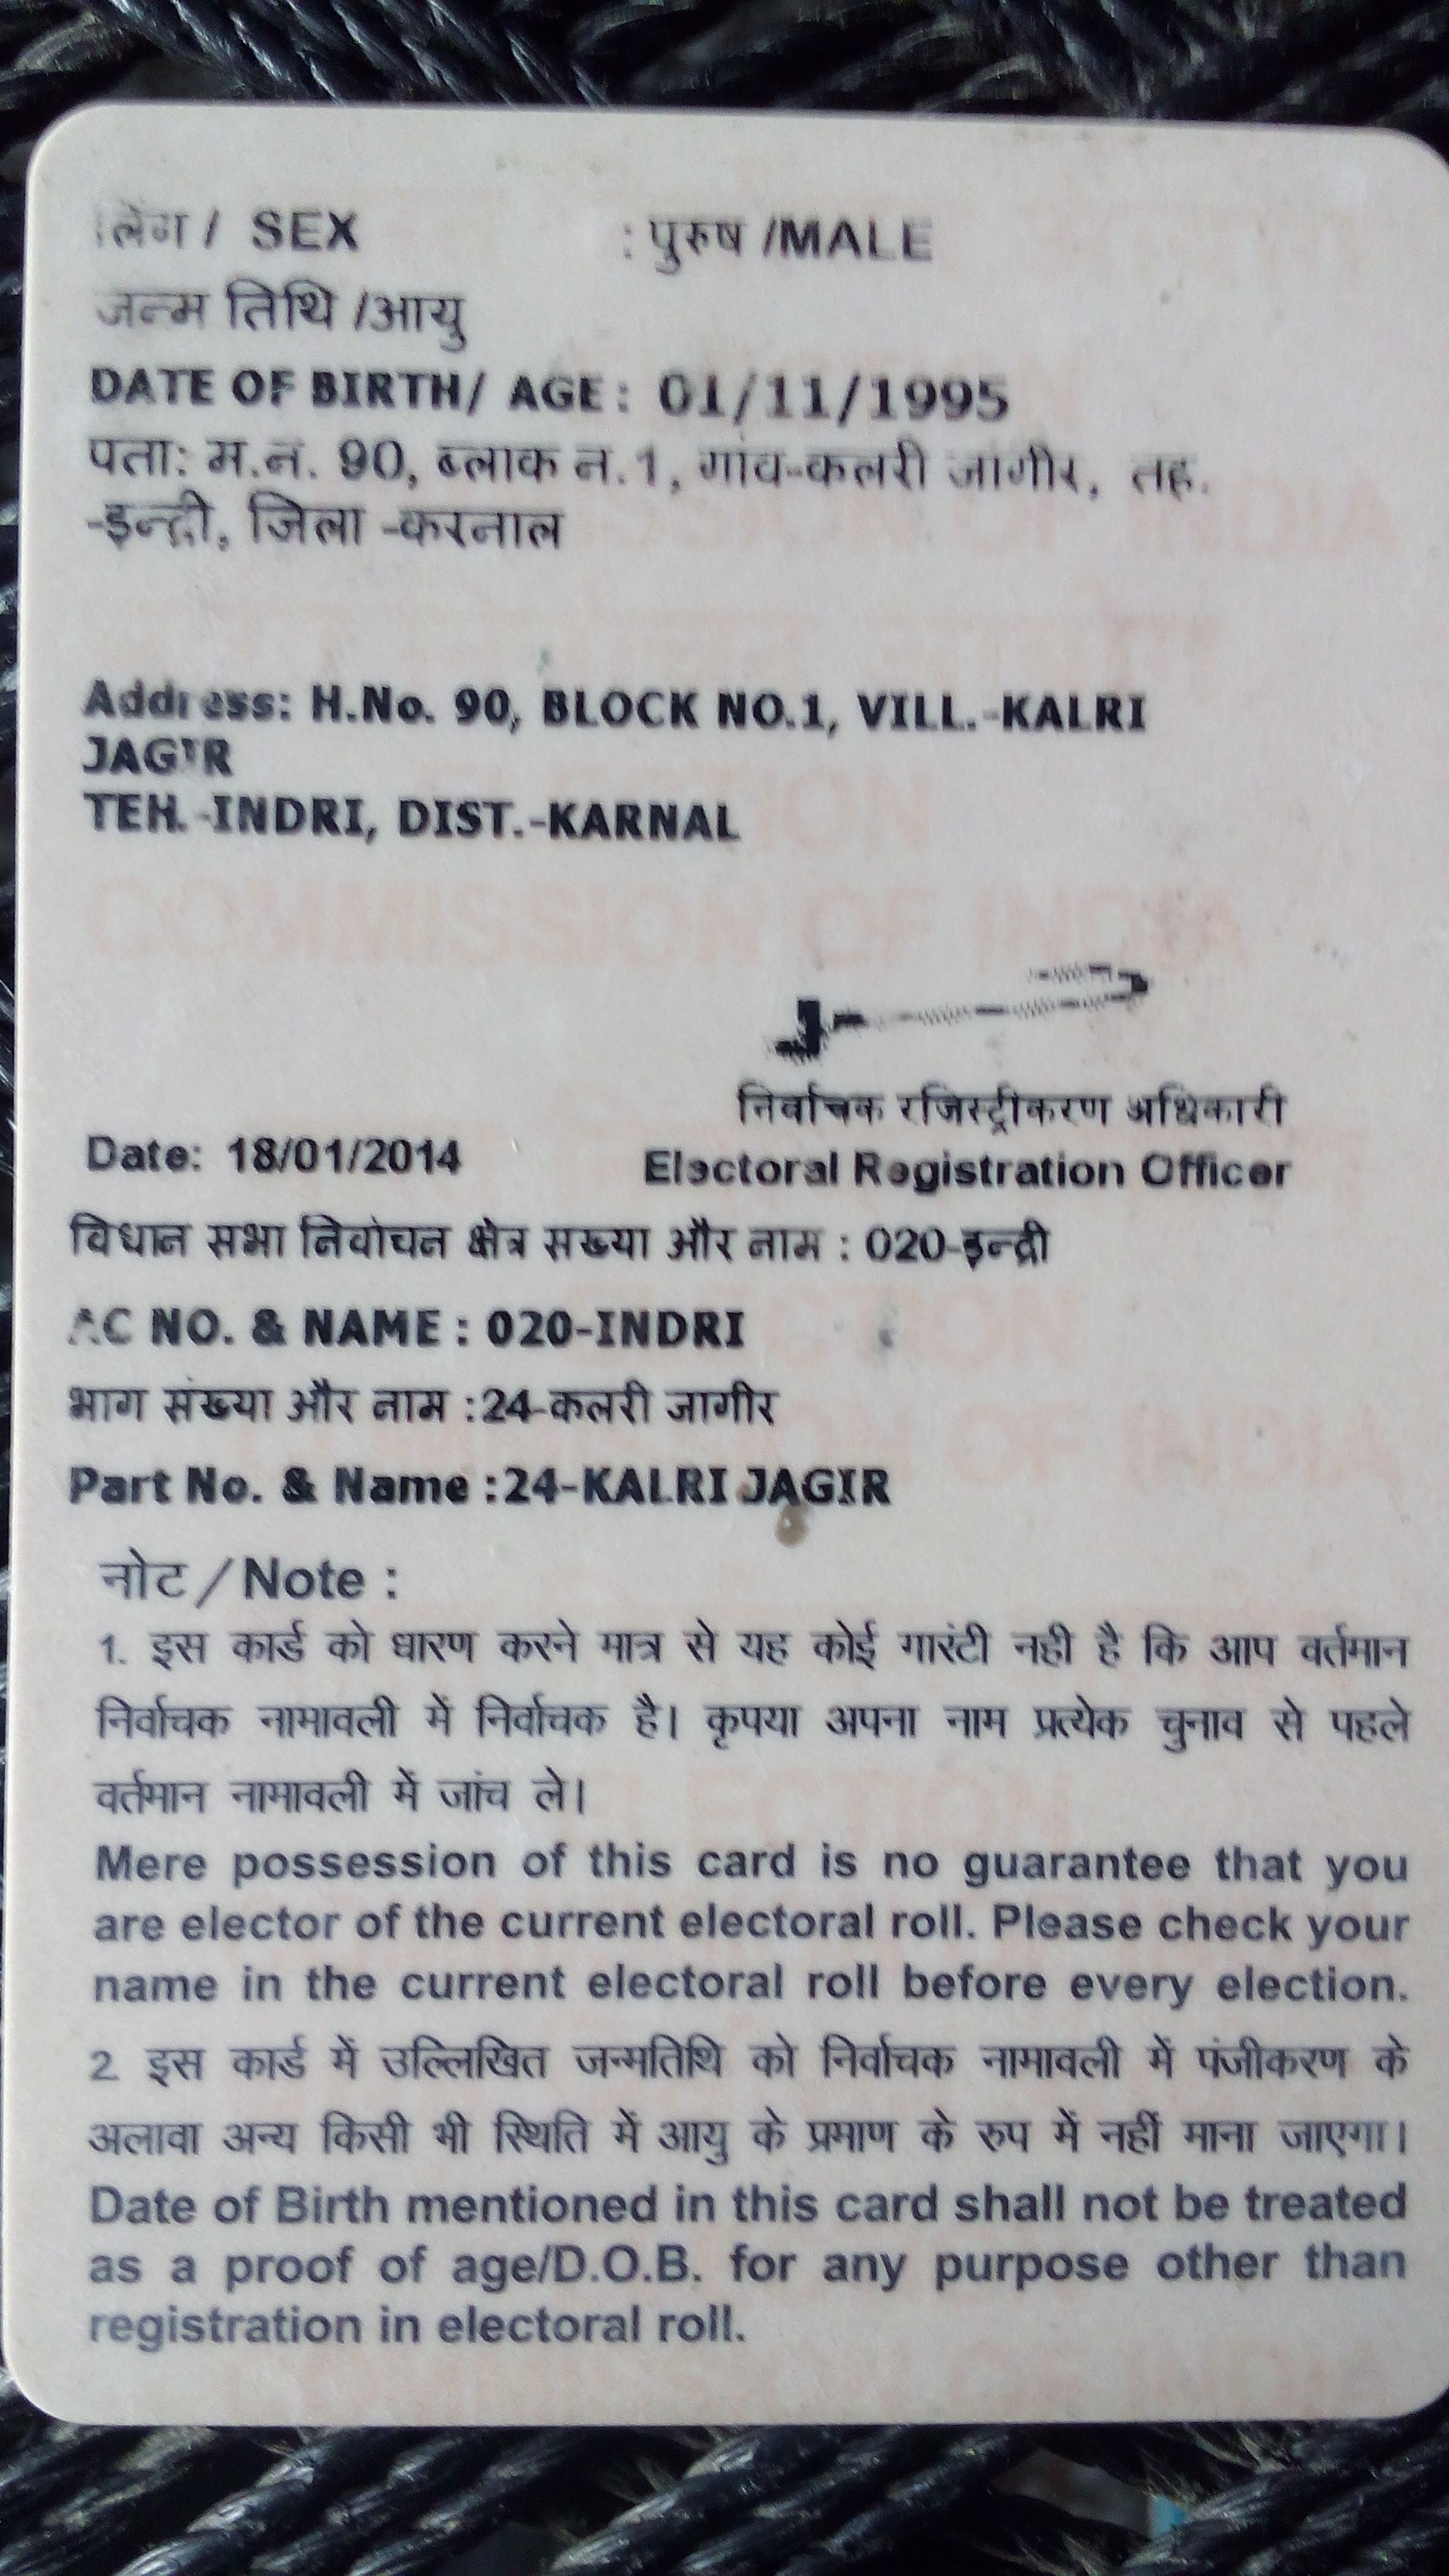 लिंग / SEX : पुरुष /MALE
जन्म तिथि /आयु
DATE OF BIRTH/ AGE : 01/11/1995
पता: म.न. 90, ब्लाक न.1, गांव-कलरी जागीर, तह.
-इन्द्री, जिला -करनाल
Address: H.No. 90, BLOCK NO.1, VILL.-KALRI
JAGIR
TEH.-INDRI, DIST.-KARNAL
ELECTION
COMMISSION OF INDIA
निर्वाचक रजिस्ट्रीकरण अधिकारी
Date: 18/01/2014 Electoral Registration Officer
विधान सभा निर्वाचन क्षेत्र संख्या और नाम : 020-इन्द्री
AC NO. & NAME : 020-INDRI
भाग संख्या और नाम :24-कलरी जागीर
Part No. & Name :24-KALRI JAGIR
नोट / Note :
1. इस कार्ड को धारण करने मात्र से यह कोई गारंटी नही है कि आप वर्तमान
निर्वाचक नामावली में निर्वाचक है। कृपया अपना नाम प्रत्येक चुनाव से पहले
वर्तमान नामावली में जांच ले।
Mere possession of this card is no guarantee that you
are elector of the current electoral roll. Please check your
name in the current electoral roll before every election.
2. इस कार्ड में उल्लिखित जन्मतिथि को निर्वाचक नामावली में पंजीकरण के
अलावा अन्य किसी भी स्थिति में आयु के प्रमाण के रुप में नहीं माना जाएगा।
Date of Birth mentioned in this card shall not be treated
as a proof of age/D.O.B. for any purpose other than
registration in electoral roll.